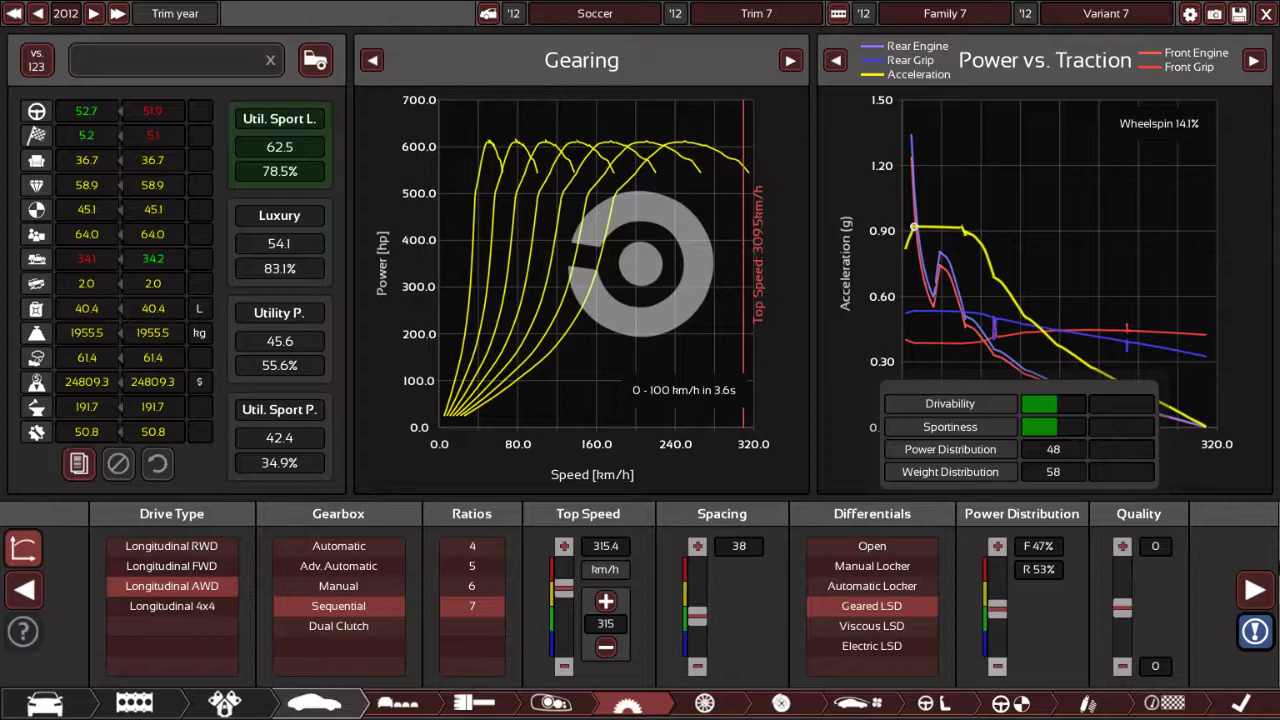 2012 Trim year '12 Soccer '12 Trim 7 '12 Family 7 '12 Variant 7
vs.
123
x
Gearing
Rear Engine
Rear Grip
Acceleration
Power vs. Traction
Front Engine
Front Grip
52.7 51.9
5.2 5.1
36.7 36.7
58.9 58.9
45.1 45.1
64.0 64.0
34.1 34.2
2.0 2.0
40.4 40.4 L
1955.5 1955.5 kg
61.4 61.4
24809.3 24809.3 $
191.7 191.7
50.8 50.8
Util. Sport L.
62.5
78.5%
Luxury
54.1
83.1%
Utility P.
45.6
55.6%
Util. Sport P.
42.4
34.9%
700.0
600.0
500.0
400.0
300.0
200.0
100.0
0.0
Power [hp]
0.0 80.0 160.0 240.0 320.0
Speed [km/h]
Top Speed: 309.5km/h
0 - 100 km/h in 3.6s
1.50
1.20
0.90
0.60
0.30
0.
Acceleration [g]
Wheelspin 14.1%
320.0
Drivability
Sportiness
Power Distribution 48
Weight Distribution 58
Drive Type
Longitudinal RWD
Longitudinal FWD
Longitudinal AWD
Longitudinal 4x4
Gearbox
Automatic
Adv. Automatic
Manual
Sequential
Dual Clutch
Ratios
4
5
6
7
Top Speed
315.4
km/h
315
Spacing
38
Differentials
Open
Manual Locker
Automatic Locker
Geared LSD
Viscous LSD
Electric LSD
Power Distribution
F 47%
R 53%
Quality
0
0
?